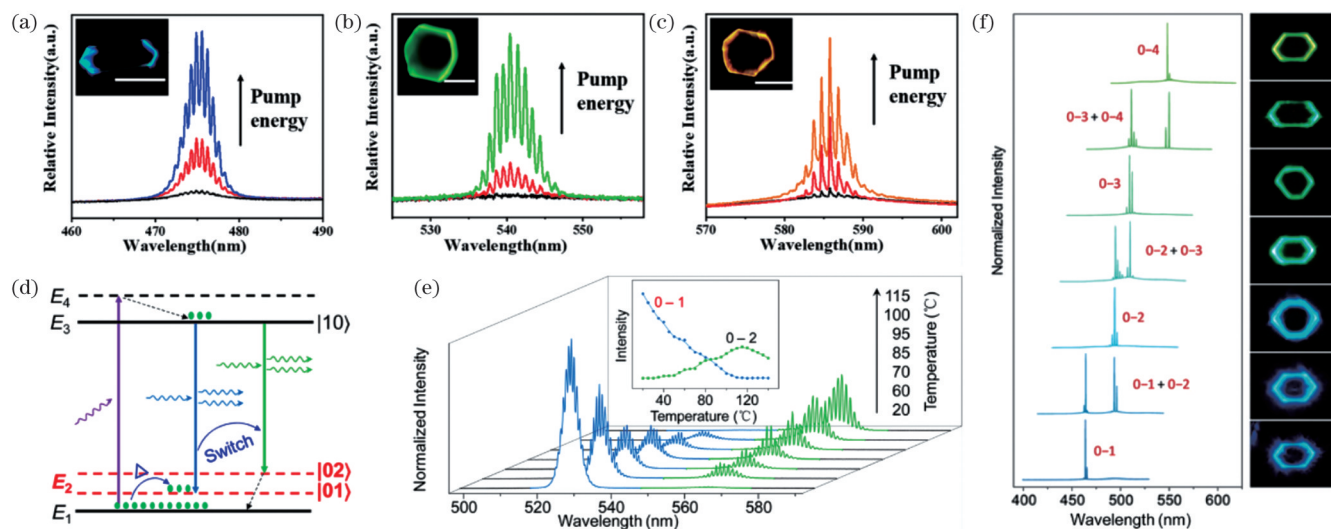 (a)
Relative Intensity(a.u.)
Pump
energy
460 470 480 490
Wavelength(nm)
(b)
Relative Intensity(a.u.)
Pump
energy
530 540 550
Wavelength(nm)
(c)
Relative Intensity(a.u.)
Pump
energy
570 580 590 600
Wavelength(nm)
(d)
E4
E3 |10⟩
Switch
Δ
|02⟩
E2
|01⟩
E1
(e)
Normalized Intensity
Intensity
0 – 1
0 – 2
40 80 120
Temperature (℃)
115
100
95
85
70
60
20
(℃)
Temperature
500 520 540 560 580
nm
(f)
Normalized Intensity
0–4
0–3 + 0–4
0–3
0–2 + 0–3
0–2
0–1 + 0–2
0–1
400 450 500 550 600
Wavelength (nm)